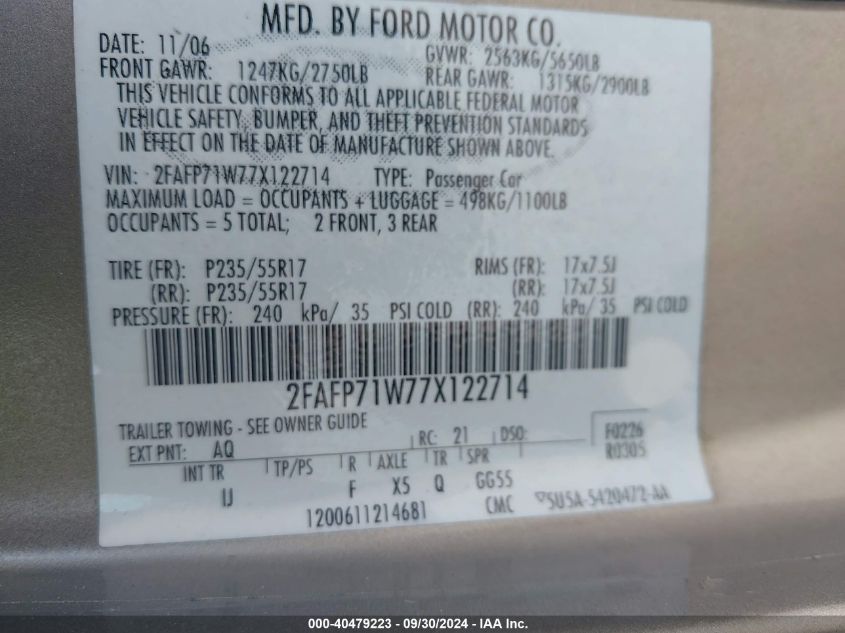 MFD. BY FORD MOTOR CO.
DATE: 11/06 GVWR: 2563KG/5650LB
FRONT GAWR: 1247KG/2750LB REAR GAWR: 1315KG/2900LB
THIS VEHICLE CONFORMS TO ALL APPLICABLE FEDERAL MOTOR
VEHICLE SAFETY, BUMPER, AND THEFT PREVENTION STANDARDS
IN EFFECT ON THE DATE OF MANUFACTURE SHOWN ABOVE.
VIN: 2FAFP71W77X122714 TYPE: Passenger Car
MAXIMUM LOAD = OCCUPANTS + LUGGAGE = 498KG/1100LB
OCCUPANTS = 5 TOTAL; 2 FRONT, 3 REAR
TIRE (FR): P235/55R17 RIMS (FR): 17x7.5J
(RR): P235/55R17 (RR): 17x7.5J
PRESSURE (FR): 240 kPa/ 35 PSI COLD (RR): 240 kPa/ 35 PSI COLD
2FAFP71W77X122714
TRAILER TOWING - SEE OWNER GUIDE
EXT PNT: AQ RC: 21 DSO: F0226
R0305
INT TR TP/PS R AXLE TR SPR
IJ F X5 Q GG55
1200611214681 CMC 5U5A-5420472-AA
000-40479223 - 09/30/2024 - IAA Inc.